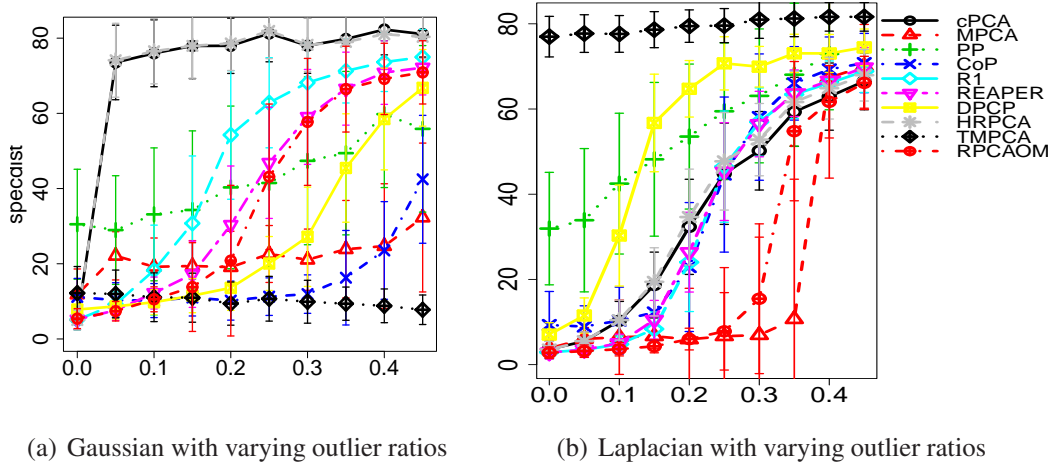 80
60
40
20
0
specdist
0.0 0.1 0.2 0.3 0.4
(a) Gaussian with varying outlier ratios
80
60
40
20
0
0.0 0.1 0.2 0.3 0.4
(b) Laplacian with varying outlier ratios
cPCA
MPCA
PP
CoP
R1
REAPER
DPCP
HRPCA
TMPCA
RPCAOM